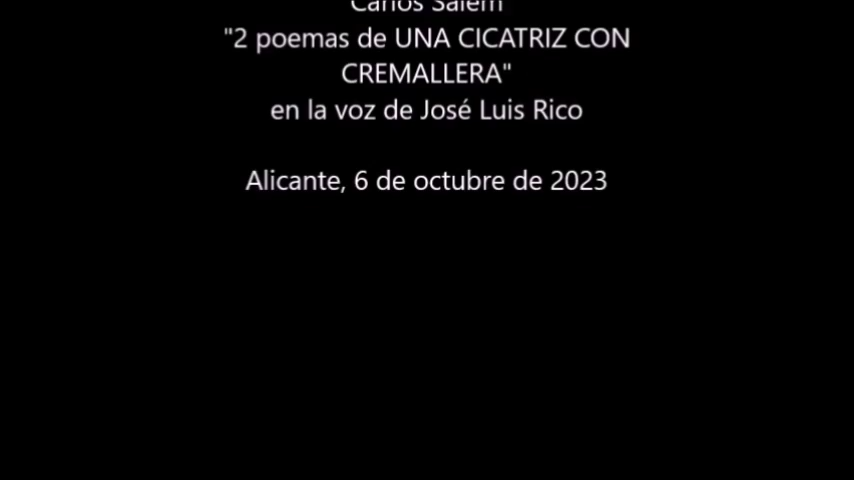 Carlos Salem
"2 poemas de UNA CICATRIZ CON
CREMALLERA"
en la voz de José Luis Rico
Alicante, 6 de octubre de 2023